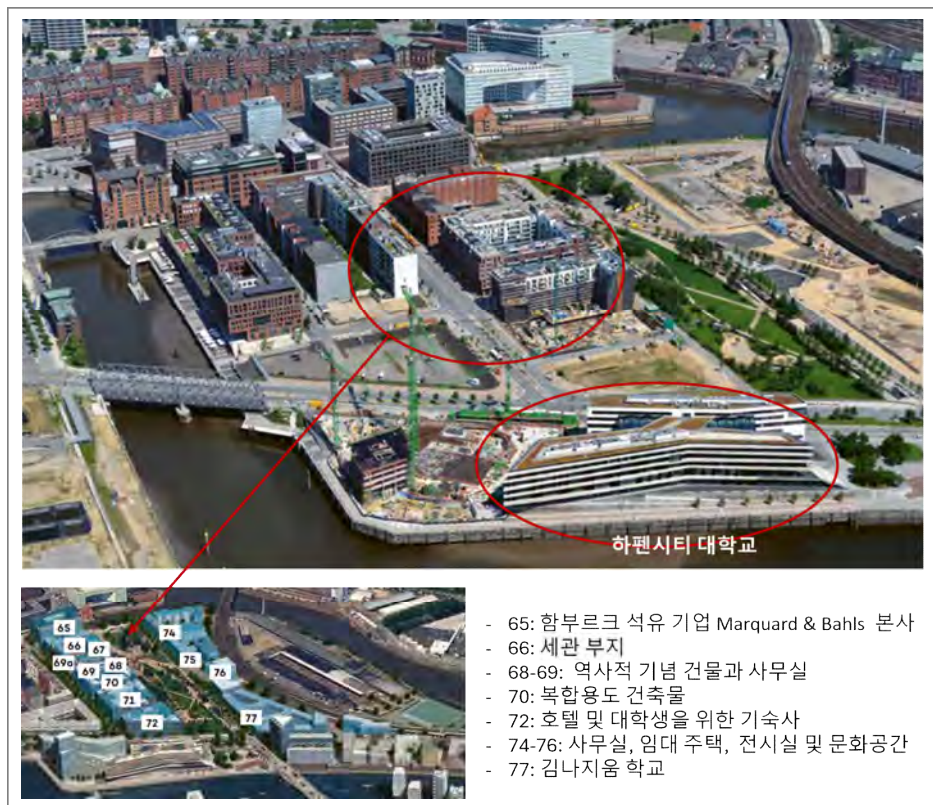 하펜시티 대학교
65
66
67
69a
68
69
70
71
72
74
75
76
77
- 65: 함부르크 석유 기업 Marquard & Bahls 본사
- 66: 세관 부지
- 68-69: 역사적 기념 건물과 사무실
- 70: 복합용도 건축물
- 72: 호텔 및 대학생을 위한 기숙사
- 74-76: 사무실, 임대 주택, 전시실 및 문화공간
- 77: 김나지움 학교